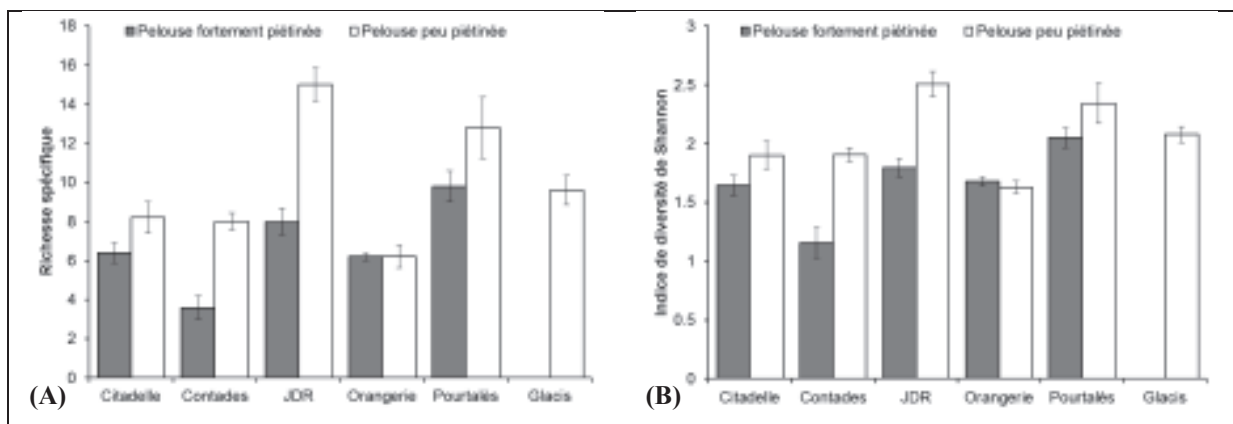 18
16
14
12
10
8
6
4
2
0
Richesse spécifique
Pelouse fortement piétinée
Pelouse peu piétinée
Citadelle
Contades
JDR
Orangerie
Pourtalès
Glacis
(A)
3
2.5
2
1.5
1
0.5
0
Indice de diversité de Shannon
Pelouse fortement piétinée
Pelouse peu piétinée
Citadelle
Contades
JDR
Orangerie
Pourtalès
Glacis
(B)